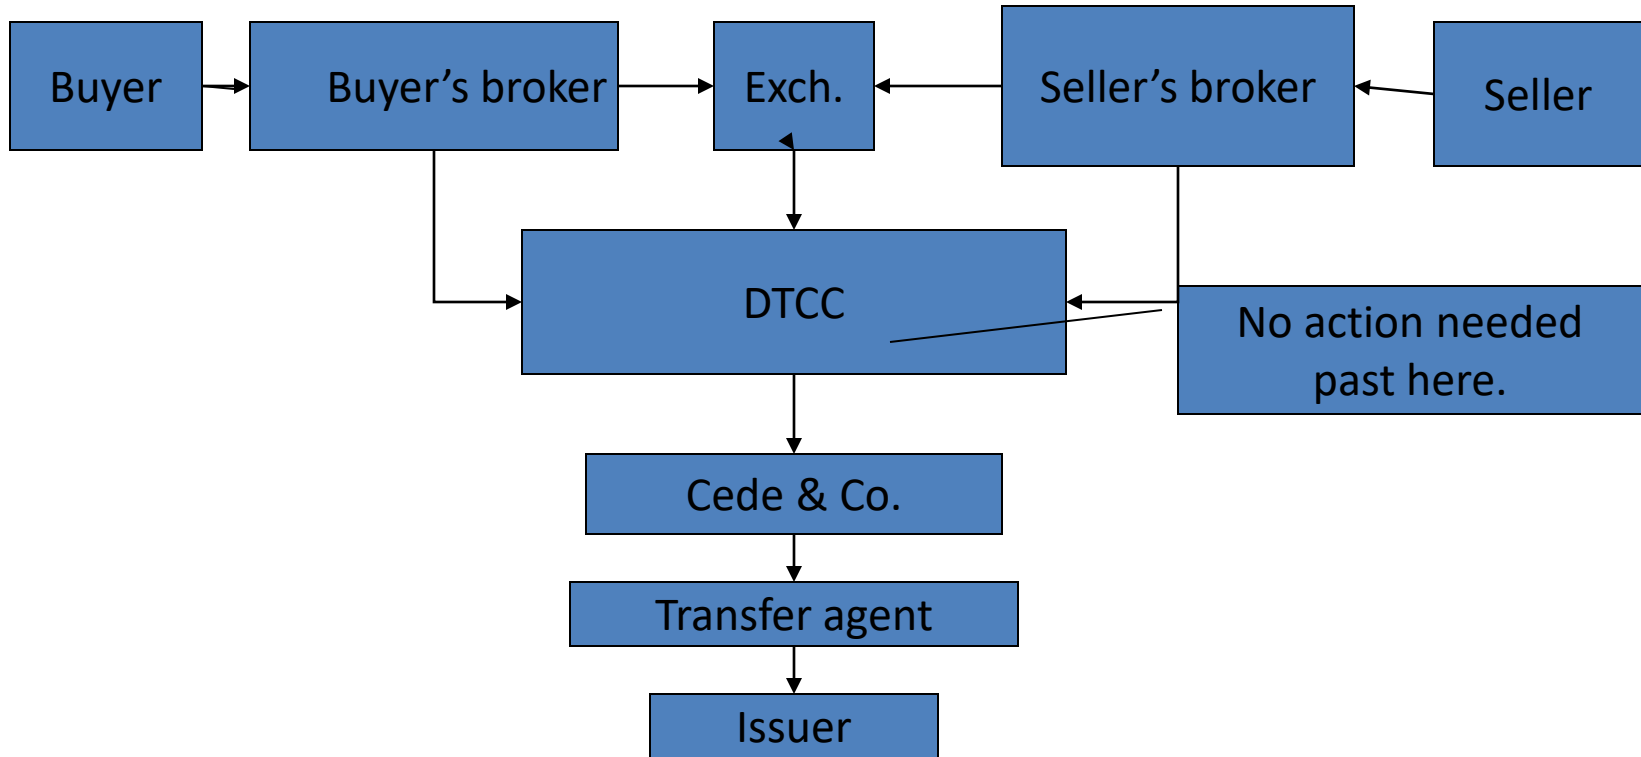 Buyer
Buyer’s broker
Exch.
Seller’s broker
Seller
DTCC
No action needed
past here.
Cede & Co.
Transfer agent
Issuer